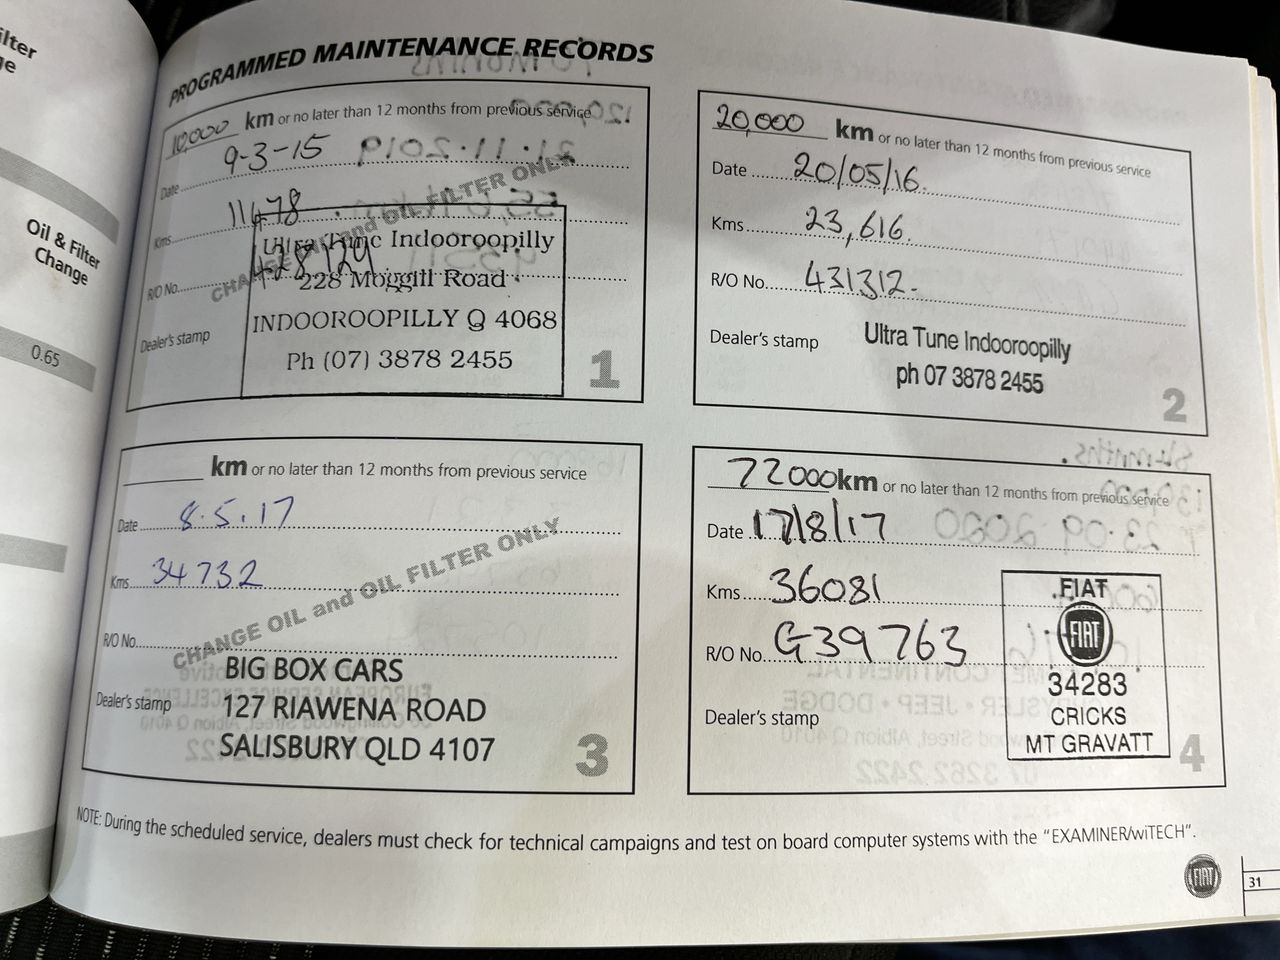 ilter
ge
Oil & Filter
Change
0.65
PROGRAMMED MAINTENANCE RECORDS
10,000 km or no later than 12 months from previous service
Date 9-3-15
Kms 11478
R/O No. 428129
CHANGE OIL and OIL FILTER ONLY
Dealer's stamp
Ultra Tune Indooroopilly
228 Moggill Road
INDOOROOPILLY Q 4068
Ph (07) 3878 2455
1
20,000 km or no later than 12 months from previous service
Date 20/05/16.
Kms 23,616.
R/O No. 431312.
Dealer's stamp
Ultra Tune Indooroopilly
ph 07 3878 2455
2
km or no later than 12 months from previous service
Date 8.5.17
Kms 34732
R/O No.
CHANGE OIL and OIL FILTER ONLY
Dealer's stamp
BIG BOX CARS
127 RIAWENA ROAD
SALISBURY QLD 4107
3
72000 km or no later than 12 months from previous service
Date 17/8/17
Kms 36081
R/O No. G39763
Dealer's stamp
FIAT
FIAT
34283
CRICKS
MT GRAVATT
4
NOTE: During the scheduled service, dealers must check for technical campaigns and test on board computer systems with the "EXAMINER/wiTECH".
FIAT
31